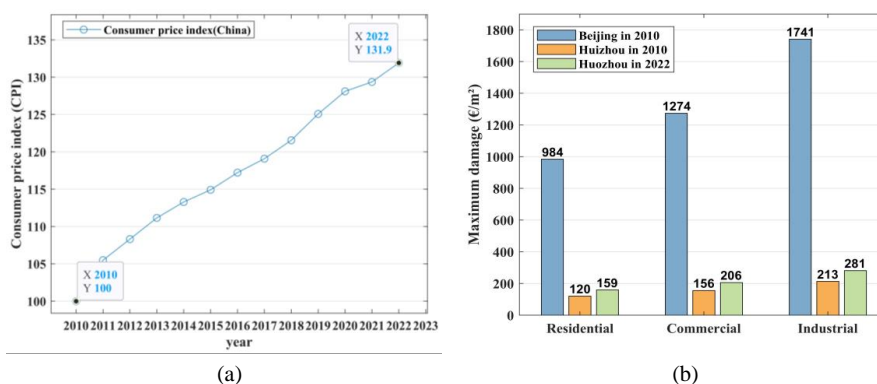 Consumer price index(China)
X 2022
Y 131.9
135
130
125
120
115
110
105
100
Consumer price index (CPI)
X 2010
Y 100
2010 2011 2012 2013 2014 2015 2016 2017 2018 2019 2020 2021 2022 2023
year
(a)
Beijing in 2010
Huizhou in 2010
Huozhou in 2022
1800
1600
1400
1200
1000
800
600
400
200
0
Maximum damage (€/m²)
984
120
159
1274
156
206
1741
213
281
Residential
Commercial
Industrial
(b)